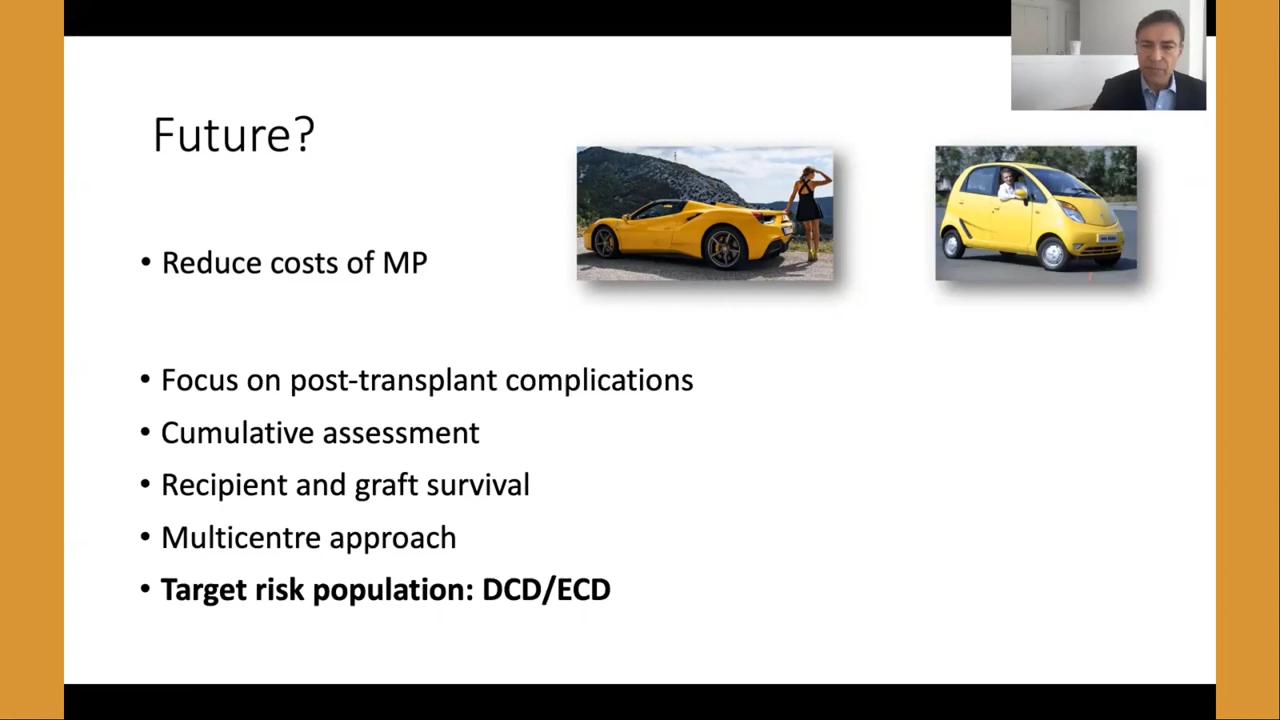 Future?
• Reduce costs of MP
• Focus on post-transplant complications
• Cumulative assessment
• Recipient and graft survival
• Multicentre approach
• Target risk population: DCD/ECD